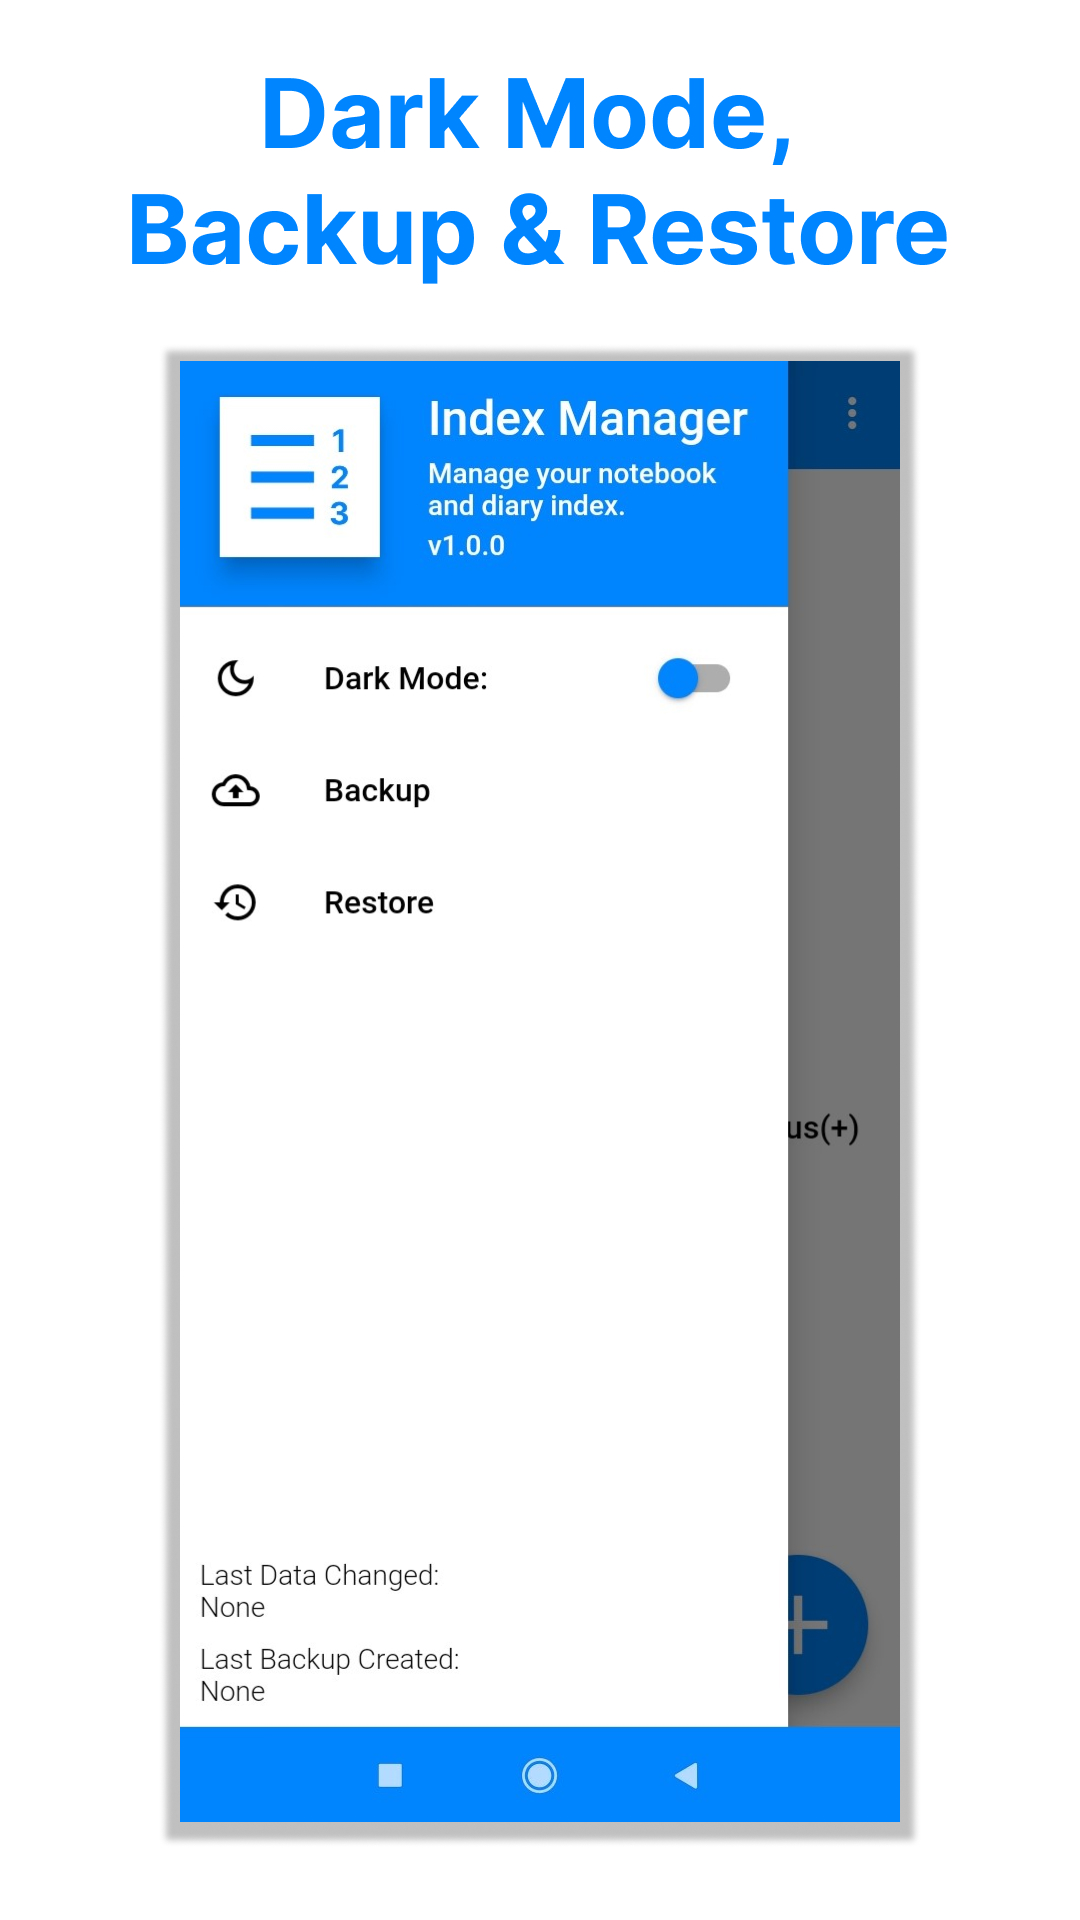 Dark Mode,
Backup & Restore
1
2
3
Index Manager
Manage your notebook
and diary index.
v1.0.0
Dark Mode:
Backup
Restore
us(+)
Last Data Changed:
None
Last Backup Created:
None